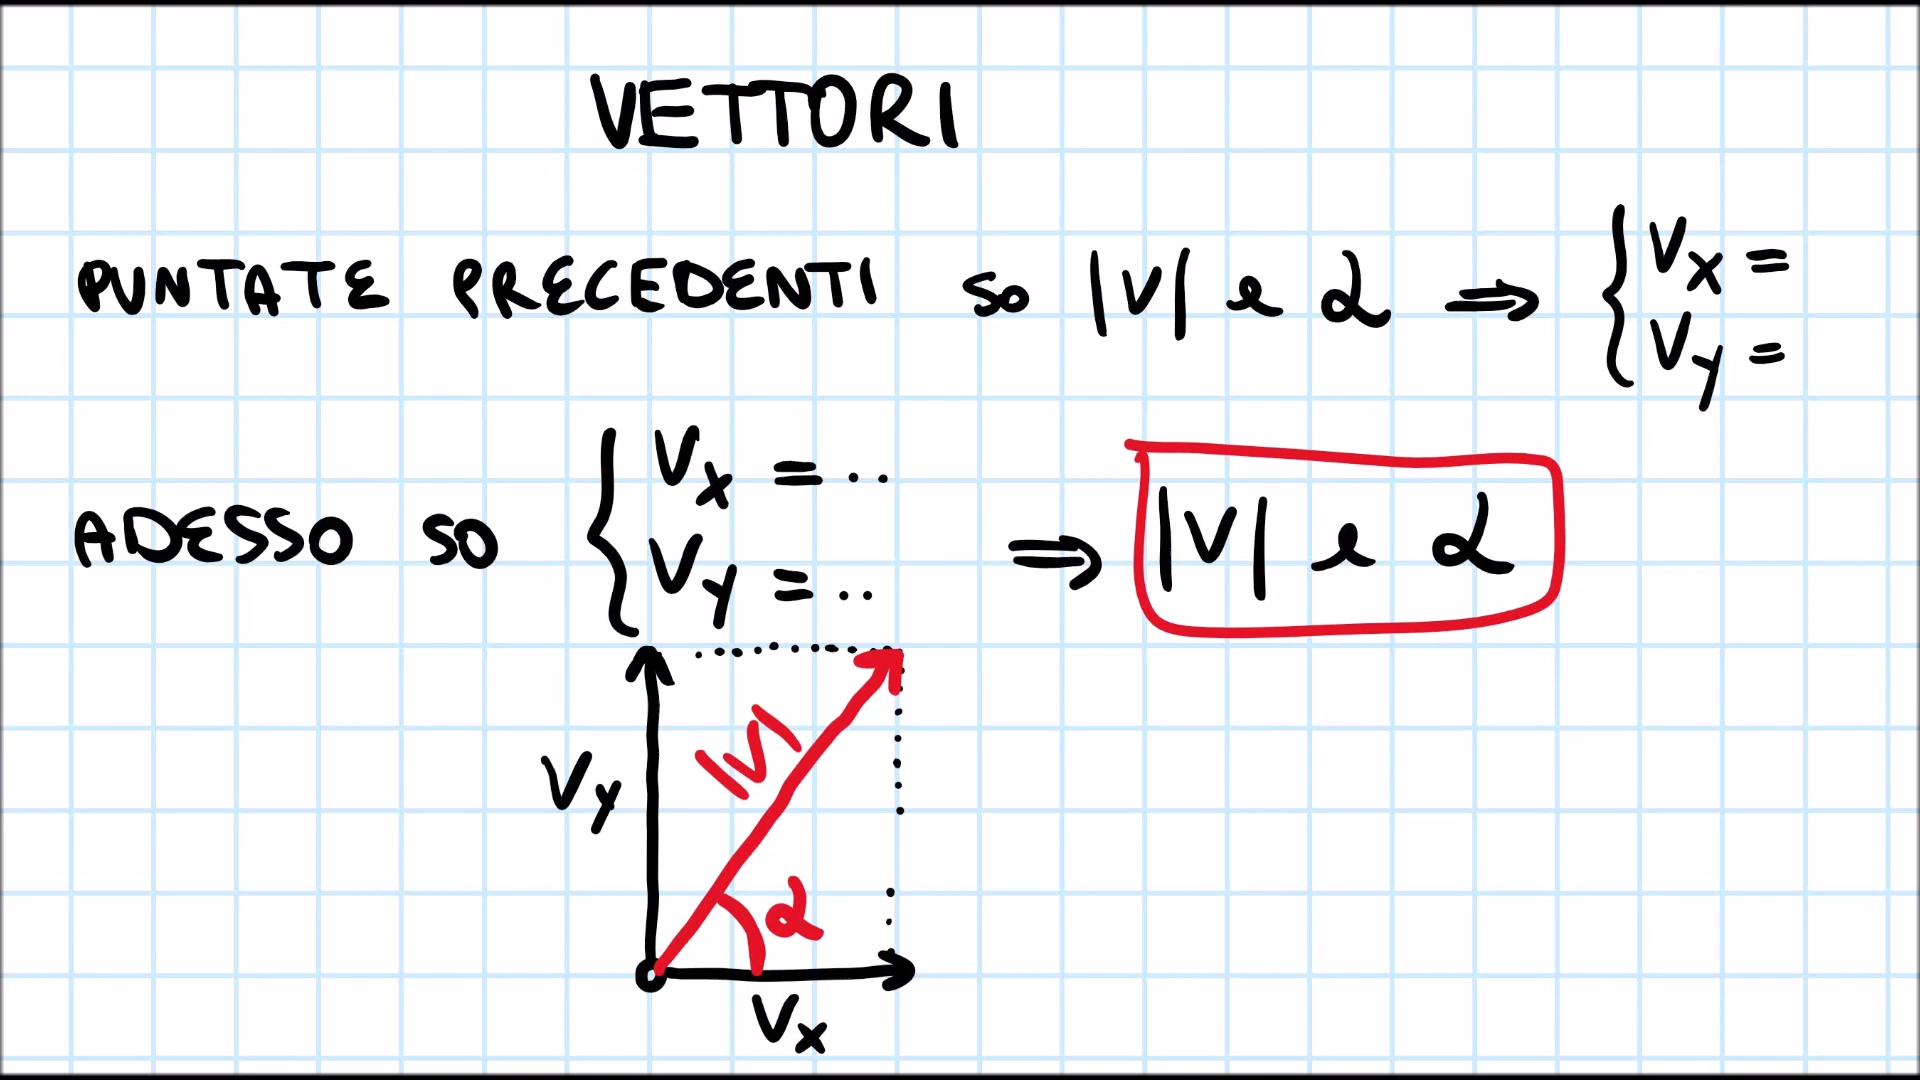 VETTORI
PUNTATE PRECEDENTI SO |V| e α ⇒ { Vx =
Vy =
ADESSO SO { Vx = ..
Vy = ..
⇒ |V| e α
Vy
|V|
α
Vx